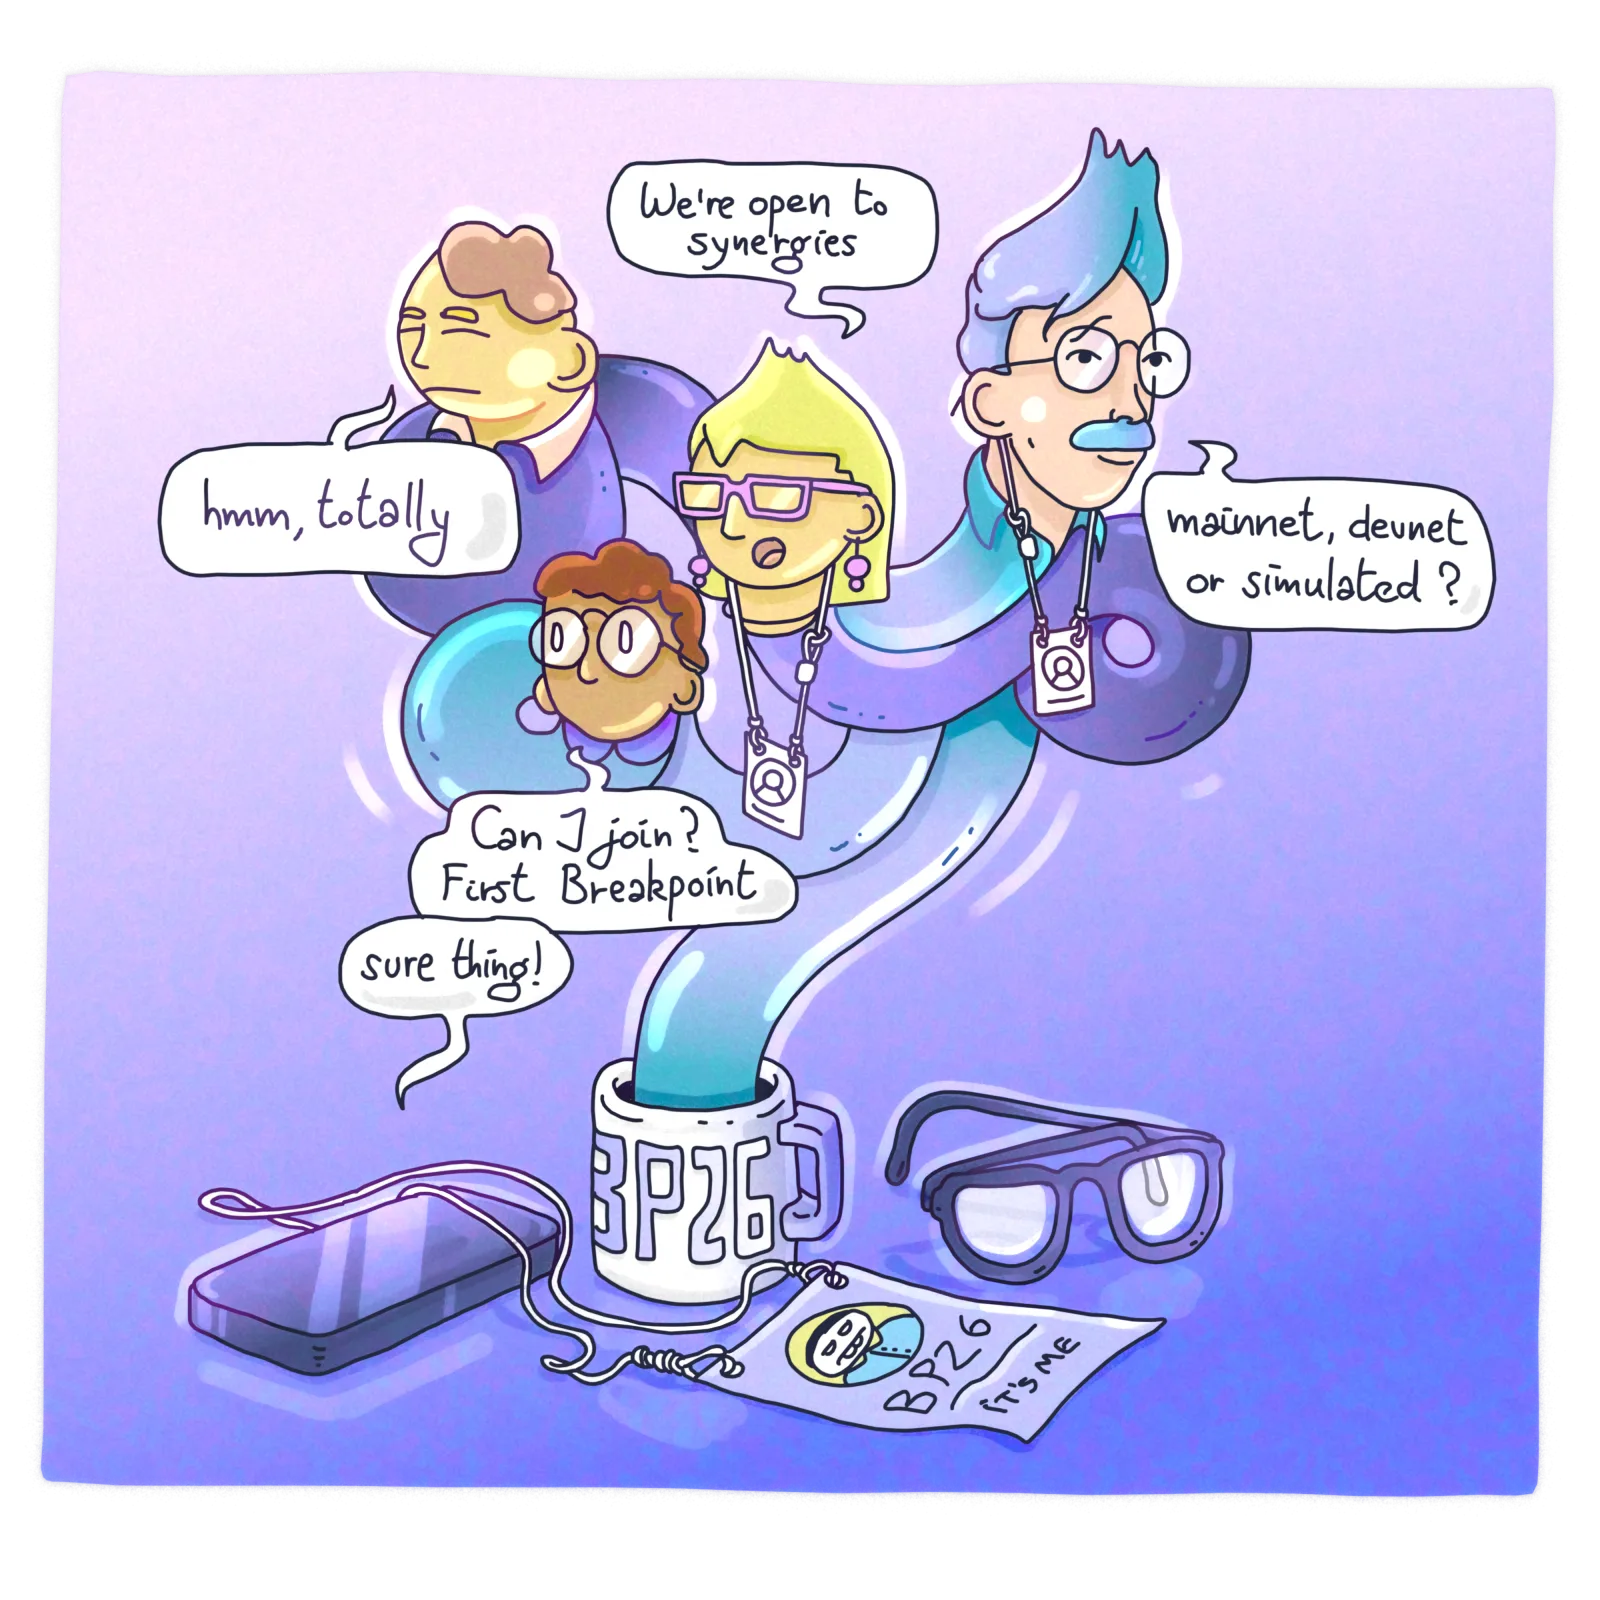 We're open to
synergies
hmm, totally
mainnet, devnet
or simulated ?
Can I join?
First Breakpoint
sure thing!
BP26
BP26
IT'S ME